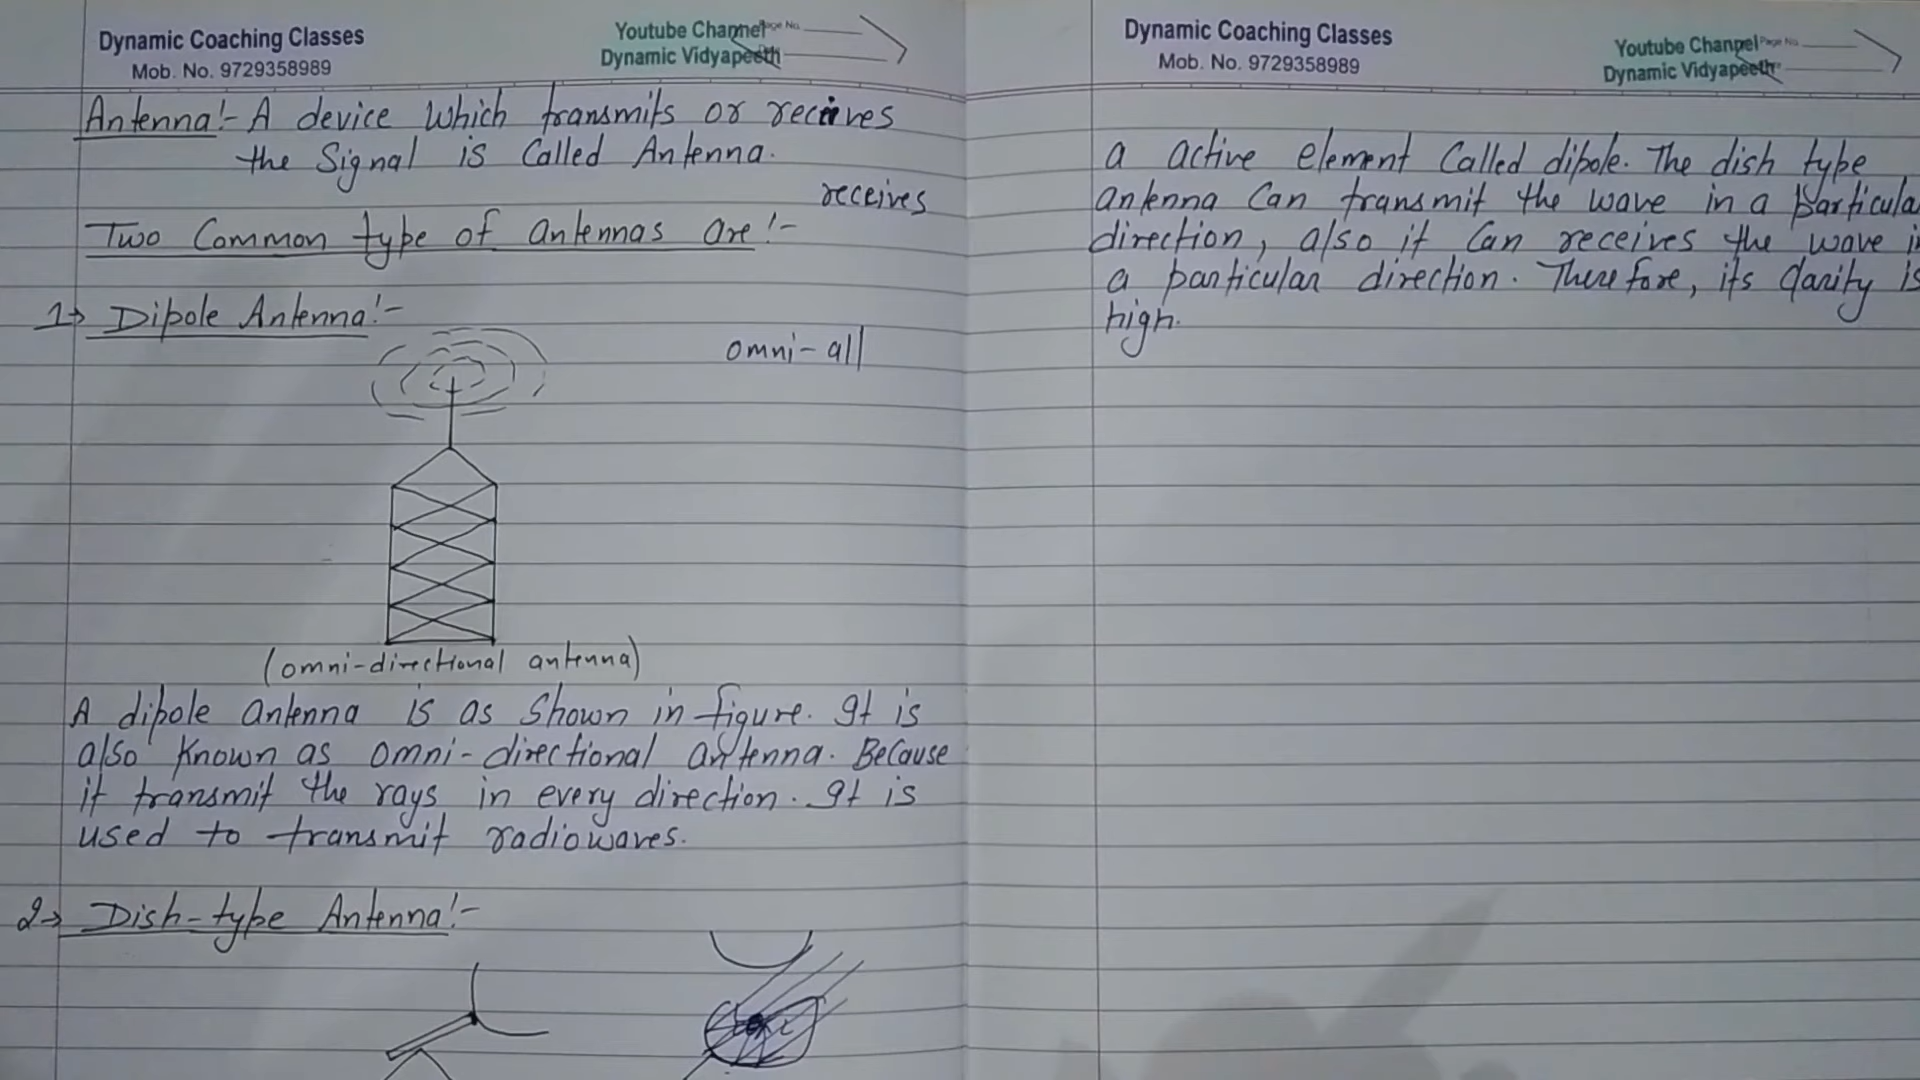 Dynamic Coaching Classes
Mob. No. 9729358989
Youtube Channel
Dynamic Vidyapeeth
Page No.
Antenna:- A device which transmits or receives
the Signal is Called Antenna.
receives
Two Common type of antennas are:-
1→ Dipole Antenna:-
omni-all
(omni-directional antenna)
A dipole antenna is as shown in figure. It is
also known as omni-directional antenna. Because
it transmit the rays in every direction. It is
used to transmit radiowaves.
2→ Dish-type Antenna:-
Dynamic Coaching Classes
Mob. No. 9729358989
Youtube Channel
Dynamic Vidyapeeth
Page No.
a active element Called dipole. The dish type
antenna Can transmit the wave in a particula
direction, also it Can receives the wave i
a particular direction. Therefore, its clarity is
high.